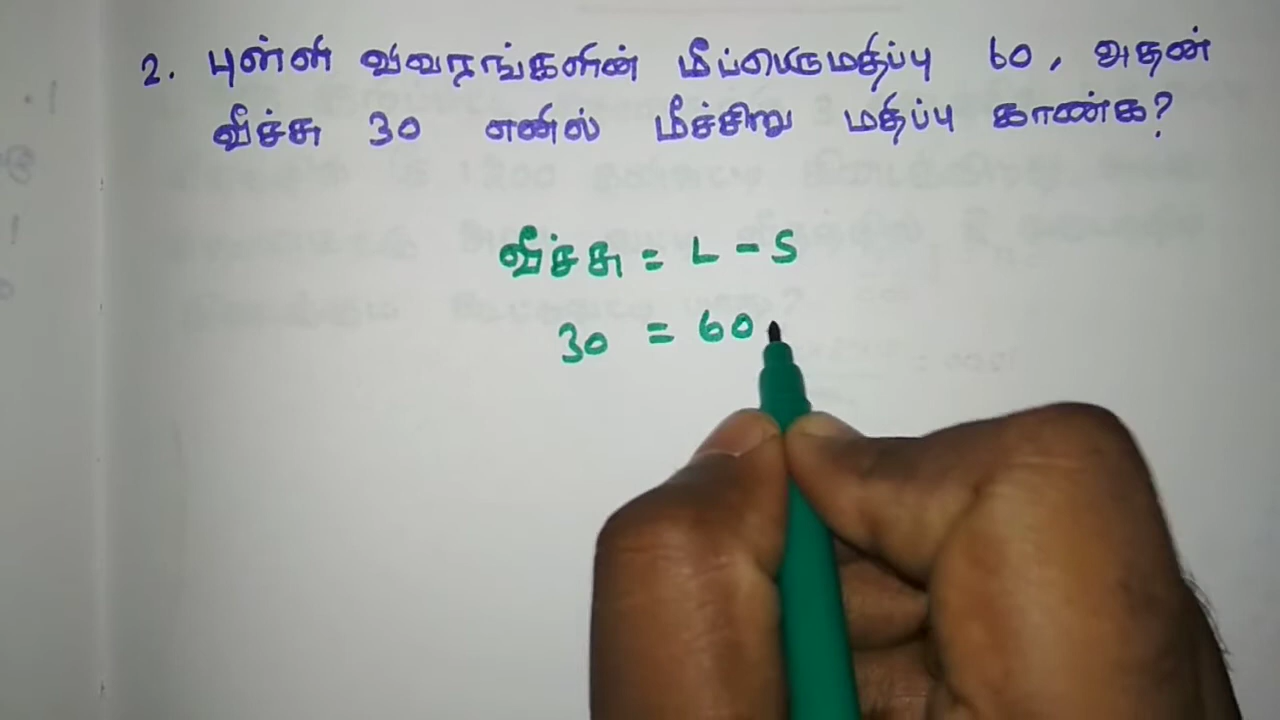 2. புள்ளி விவரங்களின் மீப்பெருமதிப்பு 60, அதன்
வீச்சு 30 எனில் மீச்சிறு மதிப்பு காண்க?
வீச்சு = L - S
30 = 60